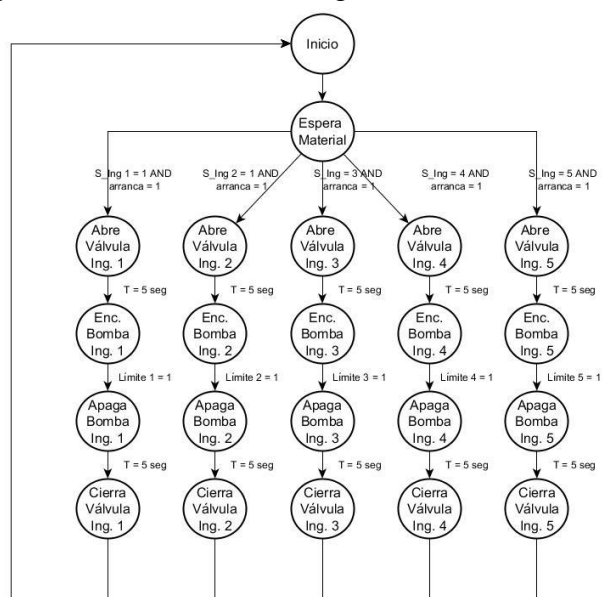 Inicio
Espera
Material
S_Ing 1 = 1 AND
arranca = 1
S_Ing 2 = 1 AND
arranca = 1
S_Ing = 3 AND
arranca = 1
S_Ing = 4 AND
arranca = 1
S_Ing = 5 AND
arranca = 1
Abre
Válvula
Ing. 1
Abre
Válvula
Ing. 2
Abre
Válvula
Ing. 3
Abre
Válvula
Ing. 4
Abre
Válvula
Ing. 5
T = 5 seg
T = 5 seg
T = 5 seg
T = 5 seg
T = 5 seg
Enc.
Bomba
Ing. 1
Enc.
Bomba
Ing. 2
Enc.
Bomba
Ing. 3
Enc.
Bomba
Ing. 4
Enc.
Bomba
Ing. 5
Límite 1 = 1
Límite 2 = 1
Límite 3 = 1
Límite 4 = 1
Límite 5 = 1
Apaga
Bomba
Ing. 1
Apaga
Bomba
Ing. 2
Apaga
Bomba
Ing. 3
Apaga
Bomba
Ing. 4
Apaga
Bomba
Ing. 5
T = 5 seg
T = 5 seg
T = 5 seg
T = 5 seg
T = 5 seg
Cierra
Válvula
Ing. 1
Cierra
Válvula
Ing. 2
Cierra
Válvula
Ing. 3
Cierra
Válvula
Ing. 4
Cierra
Válvula
Ing. 5